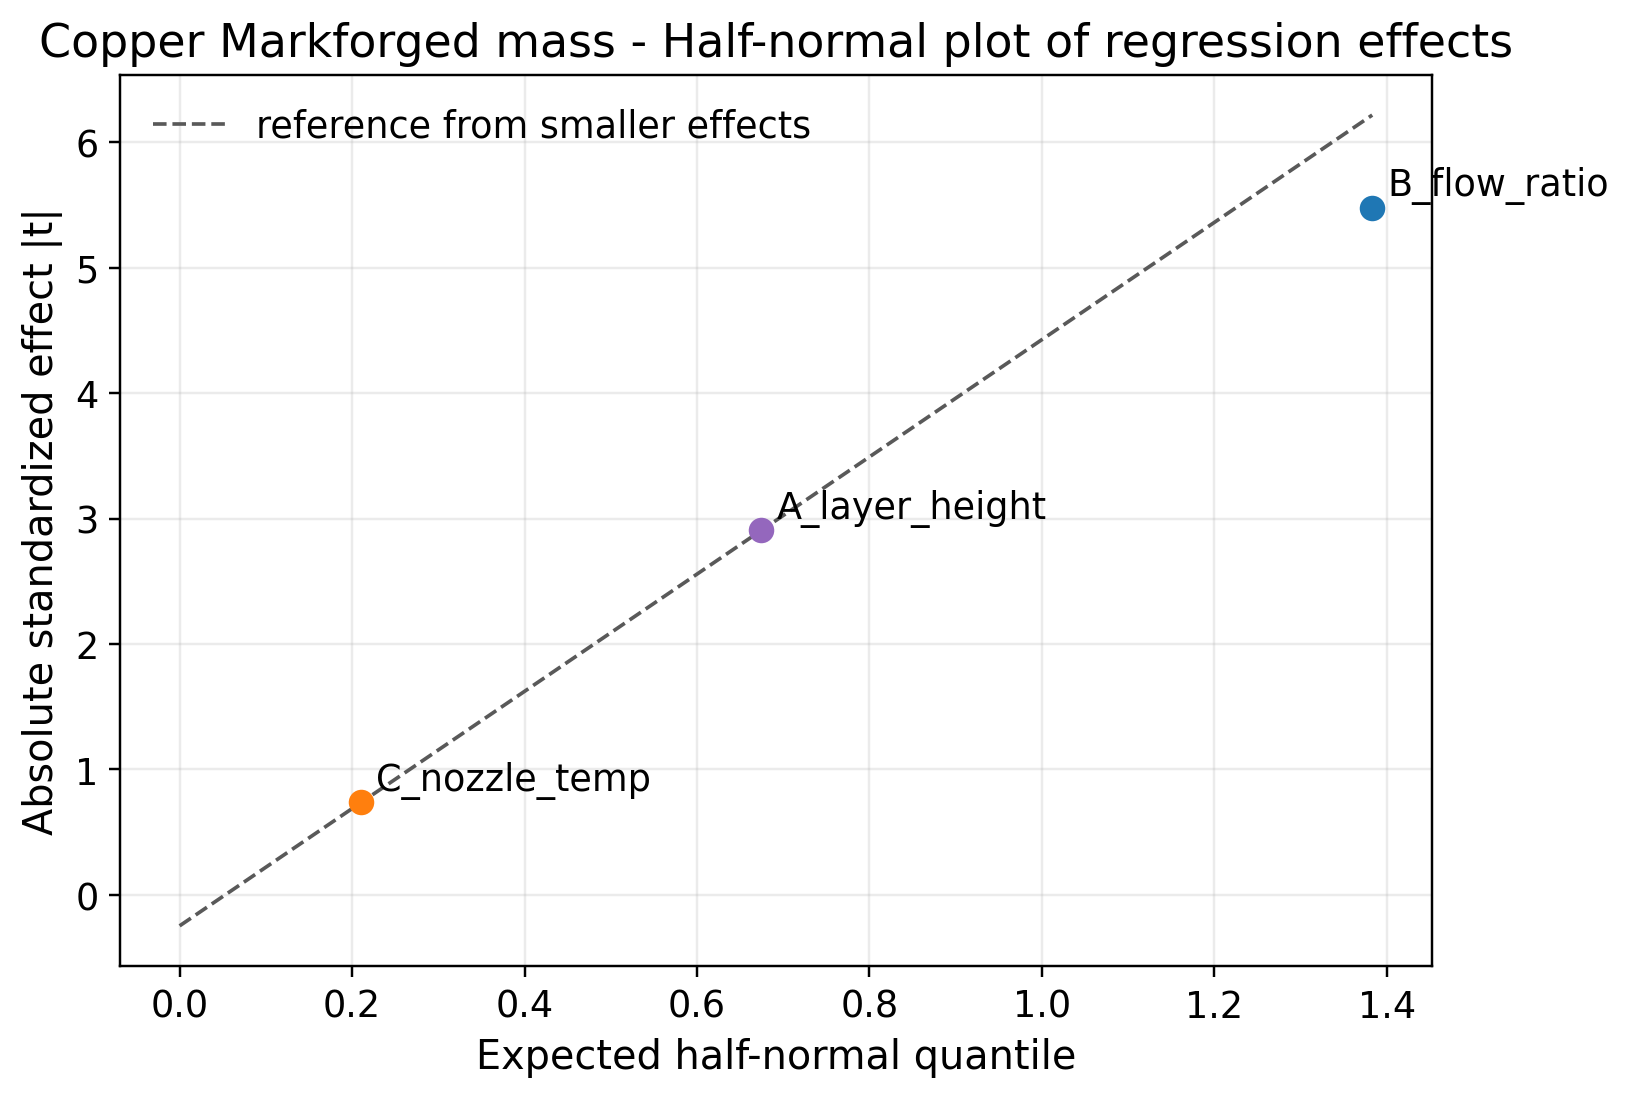 Copper Markforged mass - Half-normal plot of regression effects
reference from smaller effects
B_flow_ratio
A_layer_height
C_nozzle_temp
Absolute standardized effect |t|
6
5
4
3
2
1
0
0.0 0.2 0.4 0.6 0.8 1.0 1.2 1.4
Expected half-normal quantile